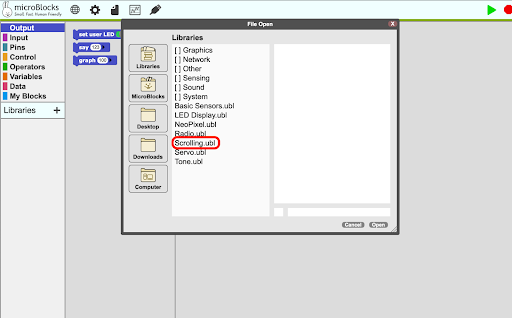 microBlocks
Small, Fast, Human Friendly
Output
Input
Pins
Control
Operators
Variables
Data
My Blocks
Libraries +
set user LED
say 123
graph 100
File Open
Libraries
MicroBlocks
Desktop
Downloads
Computer
Libraries
[ ] Graphics
[ ] Network
[ ] Other
[ ] Sensing
[ ] Sound
[ ] System
Basic Sensors.ubl
LED Display.ubl
NeoPixel.ubl
Radio.ubl
Scrolling.ubl
Servo.ubl
Tone.ubl
Cancel
Open